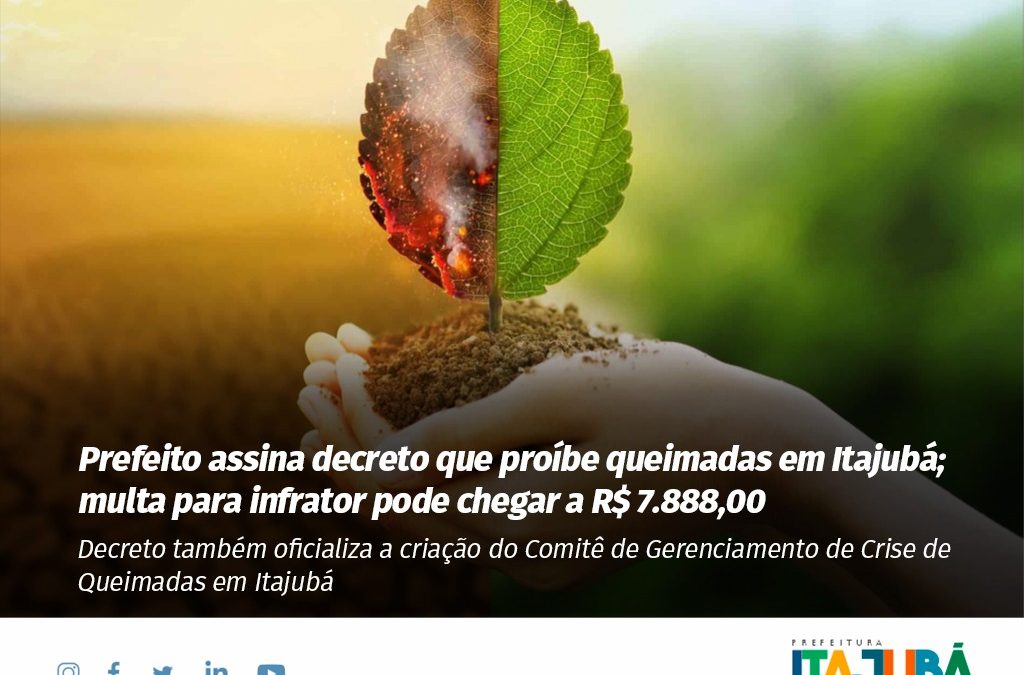 Prefeito assina decreto que proíbe queimadas em Itajubá;
multa para infrator pode chegar a R$ 7.888,00
Decreto também oficializa a criação do Comitê de Gerenciamento de Crise de
Queimadas em Itajubá
PREFEITURA
ITAJUBÁ